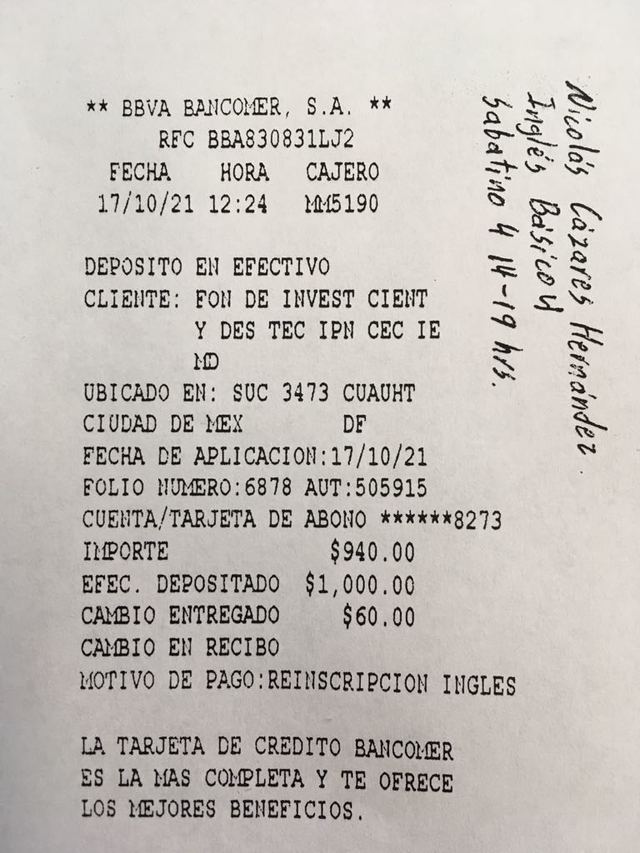 ** BBVA BANCOMER, S.A. **
RFC BBA830831LJ2
FECHA HORA CAJERO
17/10/21 12:24 MM5190
DEPOSITO EN EFECTIVO
CLIENTE: FON DE INVEST CIENT
Y DES TEC IPN CEC IE
MD
UBICADO EN: SUC 3473 CUAUHT
CIUDAD DE MEX DF
FECHA DE APLICACION:17/10/21
FOLIO NUMERO:6878 AUT:505915
CUENTA/TARJETA DE ABONO ******8273
IMPORTE $940.00
EFEC. DEPOSITADO $1,000.00
CAMBIO ENTREGADO $60.00
CAMBIO EN RECIBO
MOTIVO DE PAGO:REINSCRIPCION INGLES
LA TARJETA DE CREDITO BANCOMER
ES LA MAS COMPLETA Y TE OFRECE
LOS MEJORES BENEFICIOS.
Nicolás Cázares Hernández.
Inglés Básico 4
Sabatino 4 14-19 hrs.